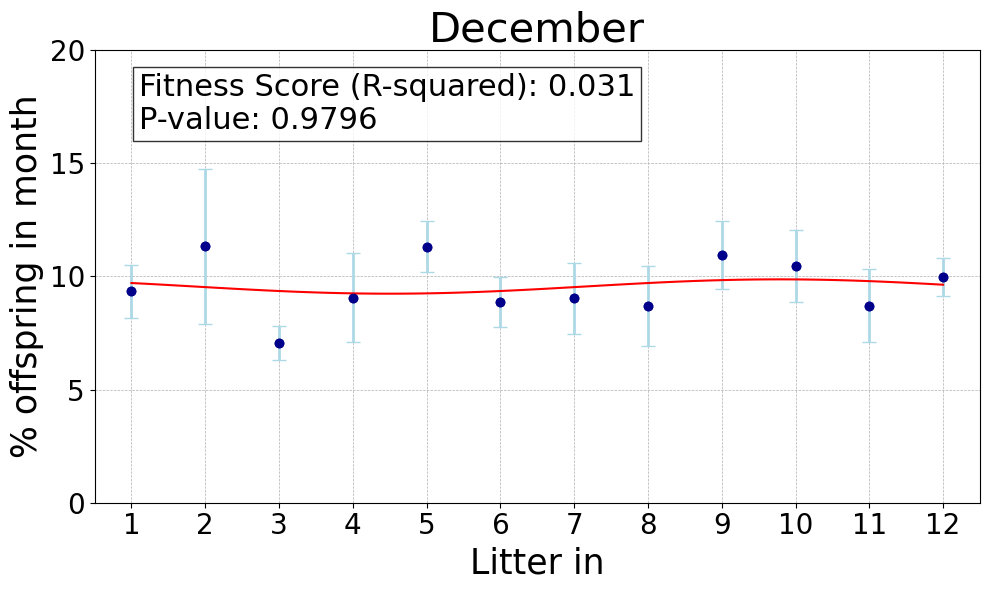 December
Fitness Score (R-squared): 0.031
P-value: 0.9796
% offspring in month
20
15
10
5
0
1 2 3 4 5 6 7 8 9 10 11 12
Litter in